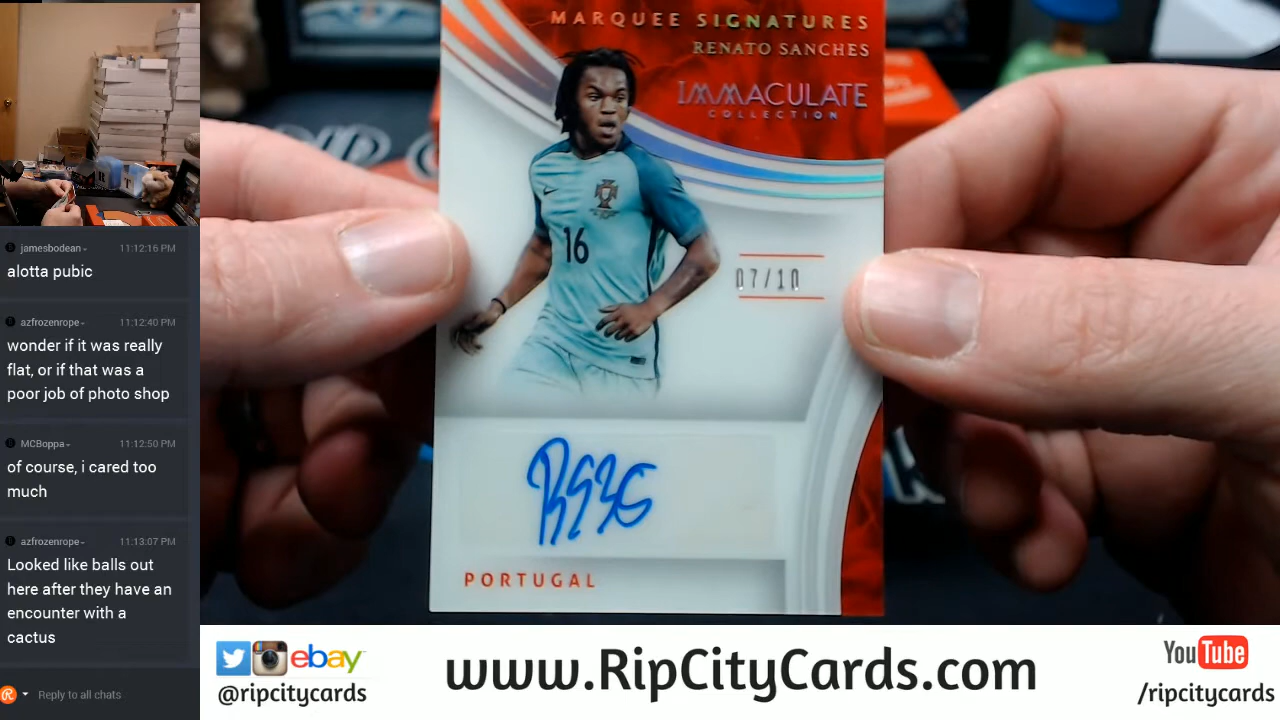 jamesbodean
11:12:16 PM
alotta pubic
azfrozenrope
11:12:40 PM
wonder if it was really
flat, or if that was a
poor job of photo shop
MCBoppa
11:12:50 PM
of course, i cared too
much
azfrozenrope
11:13:07 PM
Looked like balls out
here after they have an
encounter with a
cactus
Reply to all chats
MARQUEE SIGNATURES
RENATO SANCHES
IMMACULATE
COLLECTION
16
07/10
PORTUGAL
ebay
@ripcitycards
www.RipCityCards.com
YouTube
/ripcitycards